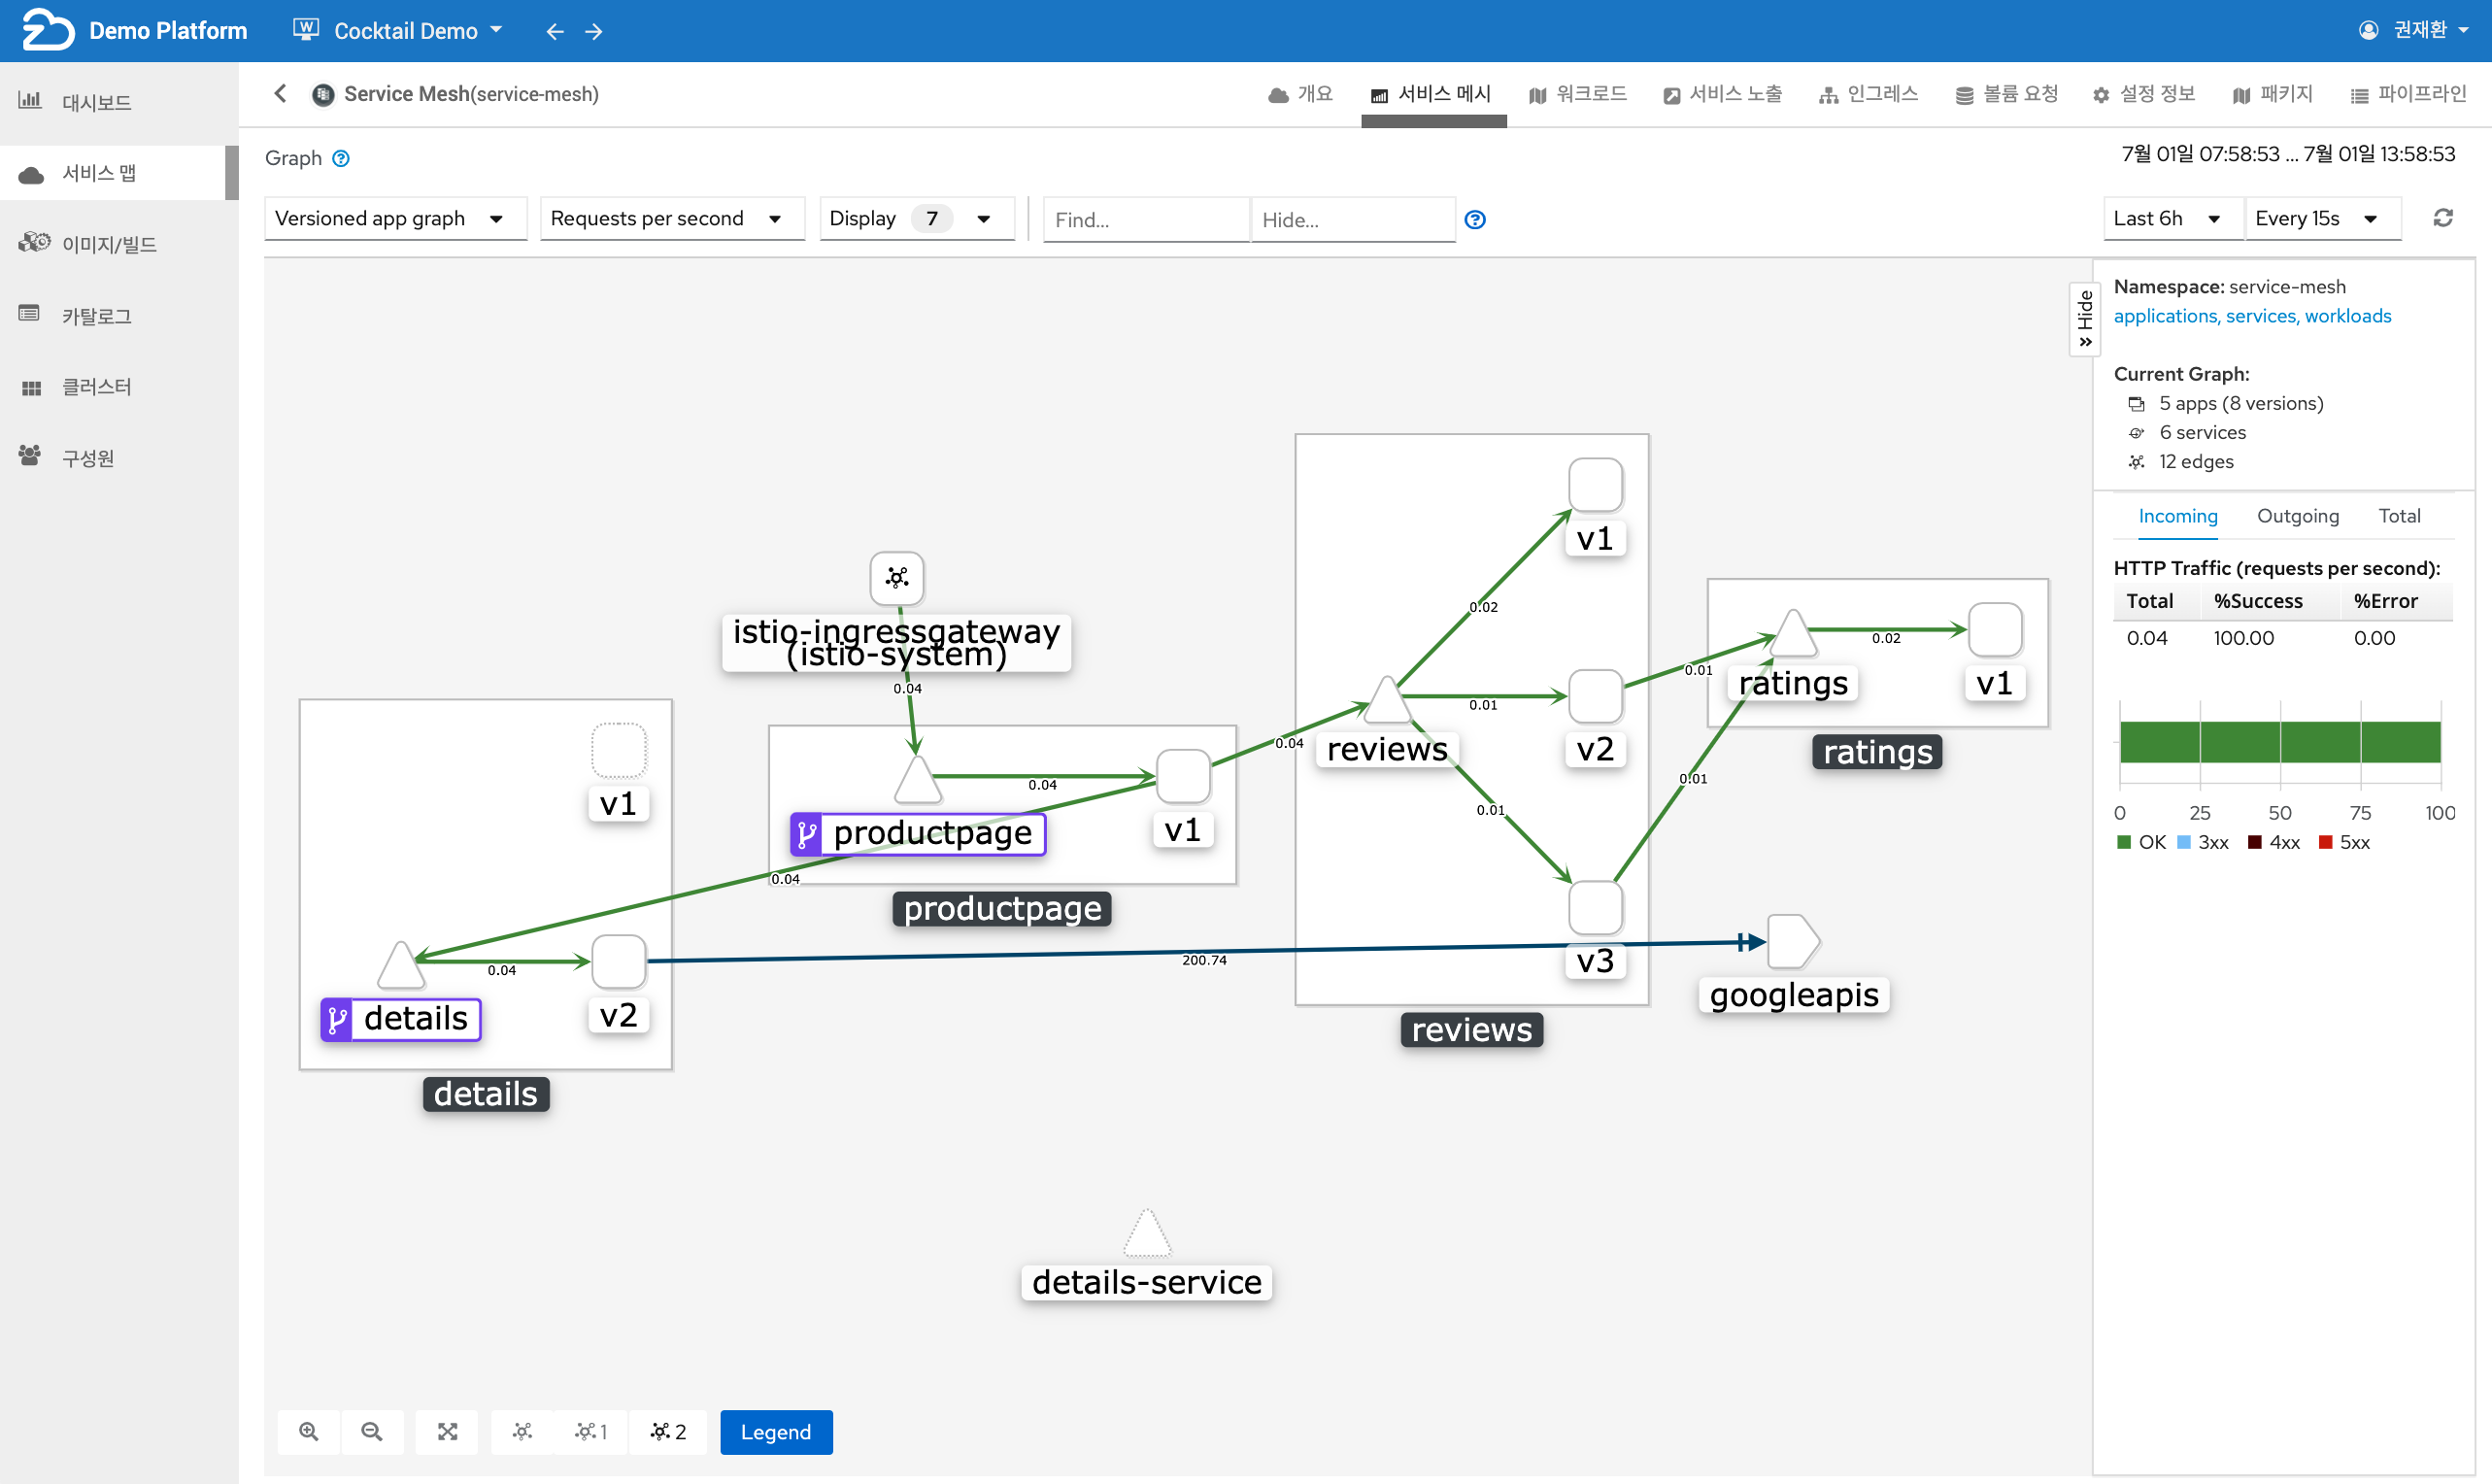 Demo Platform
W Cocktail Demo
권재환
대시보드
서비스 맵
이미지/빌드
카탈로그
클러스터
구성원
Service Mesh(service-mesh)
개요
서비스 메시
워크로드
서비스 노출
인그레스
볼륨 요청
설정 정보
패키지
파이프라인
Graph
7월 01일 07:58:53 ... 7월 01일 13:58:53
Versioned app graph
Requests per second
Display 7
Find...
Hide...
Last 6h
Every 15s
Hide
Namespace: service-mesh
applications, services, workloads
Current Graph:
5 apps (8 versions)
6 services
12 edges
Incoming Outgoing Total
HTTP Traffic (requests per second):
Total %Success %Error
0.04 100.00 0.00
0 25 50 75 100
OK 3xx 4xx 5xx
v1
0.02
istio-ingressgateway
(istio-system)
0.04
0.01
ratings
0.02
v1
ratings
reviews
0.01
v2
0.04
0.01
0.01
v3
reviews
productpage
0.04
v1
productpage
0.04
v1
details
0.04
v2
details
200.74
googleapis
details-service
1
2
Legend